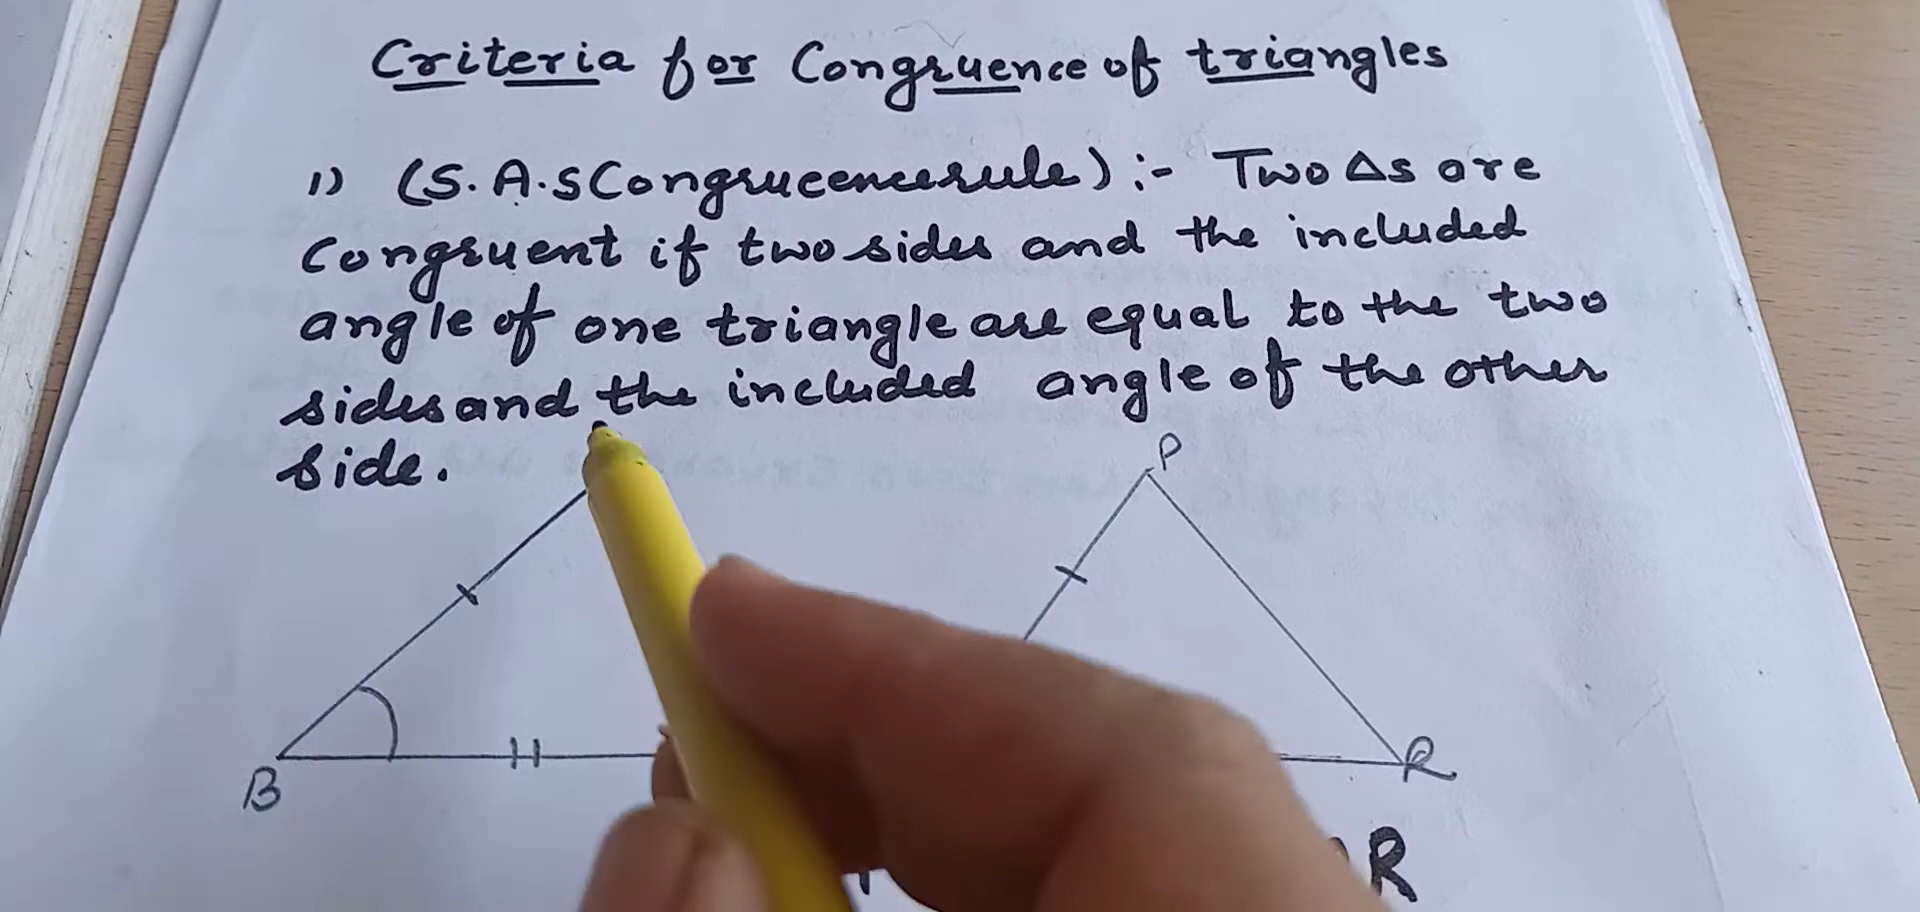 Criteria for Congruence of triangles
1) (S.A.S Congrucence rule) :- Two Δs are
Congruent if two sides and the included
angle of one triangle are equal to the two
sides and the included angle of the other
side.
P
B
R
R